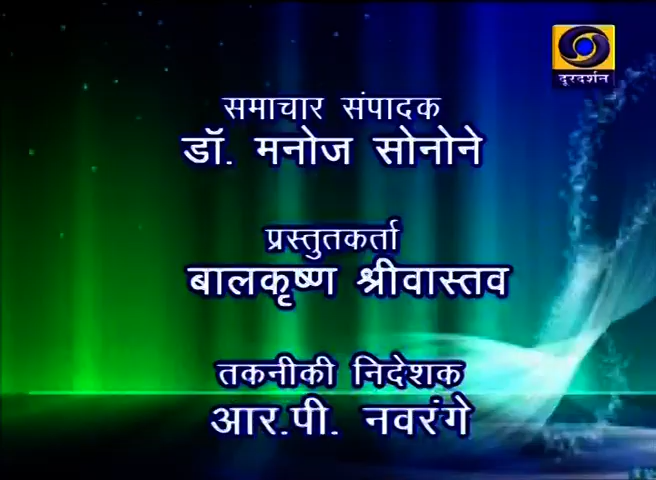 दूरदर्शन
समाचार संपादक
डॉ. मनोज सोनोने
प्रस्तुतकर्ता
बालकृष्ण श्रीवास्तव
तकनीकी निदेशक
आर.पी. नवरंगे